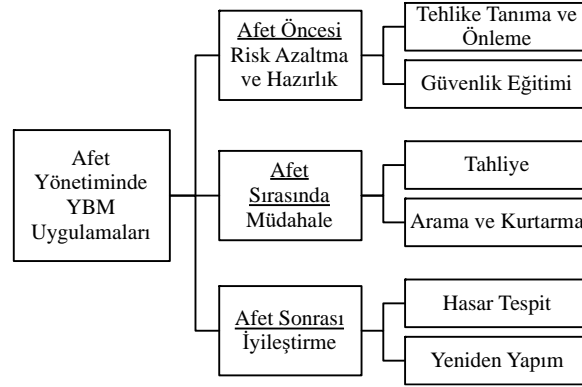 Afet
Yönetiminde
YBM
Uygulamaları
Afet Öncesi
Risk Azaltma
ve Hazırlık
Tehlike Tanıma ve
Önleme
Güvenlik Eğitimi
Afet
Sırasında
Müdahale
Tahliye
Arama ve Kurtarma
Afet Sonrası
İyileştirme
Hasar Tespit
Yeniden Yapım